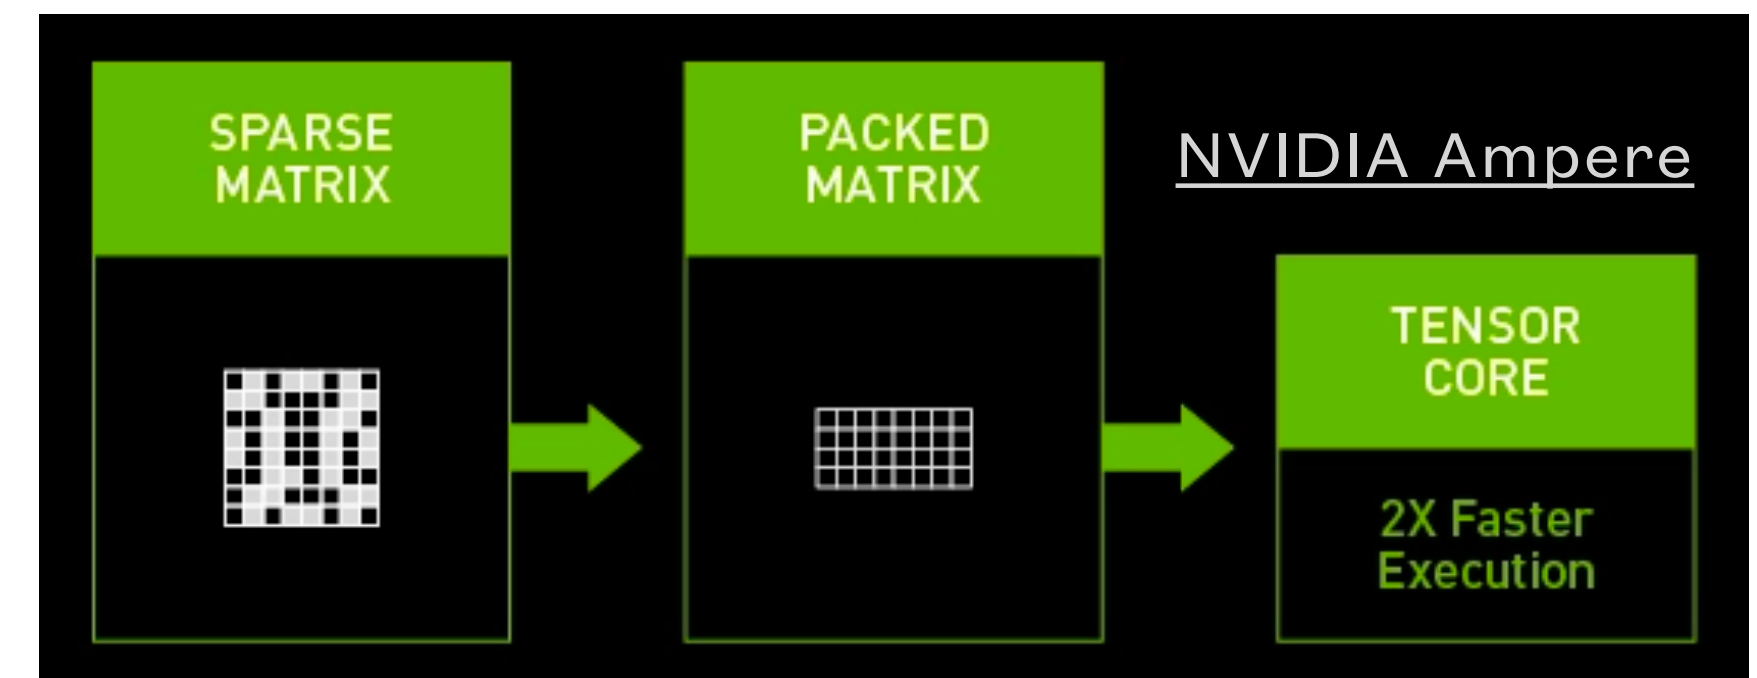 SPARSE
MATRIX
PACKED
MATRIX
NVIDIA Ampere
TENSOR
CORE
2X Faster
Execution